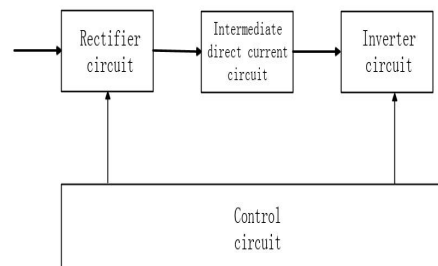 Rectifier
circuit
Intermediate
direct current
circuit
Inverter
circuit
Control
circuit